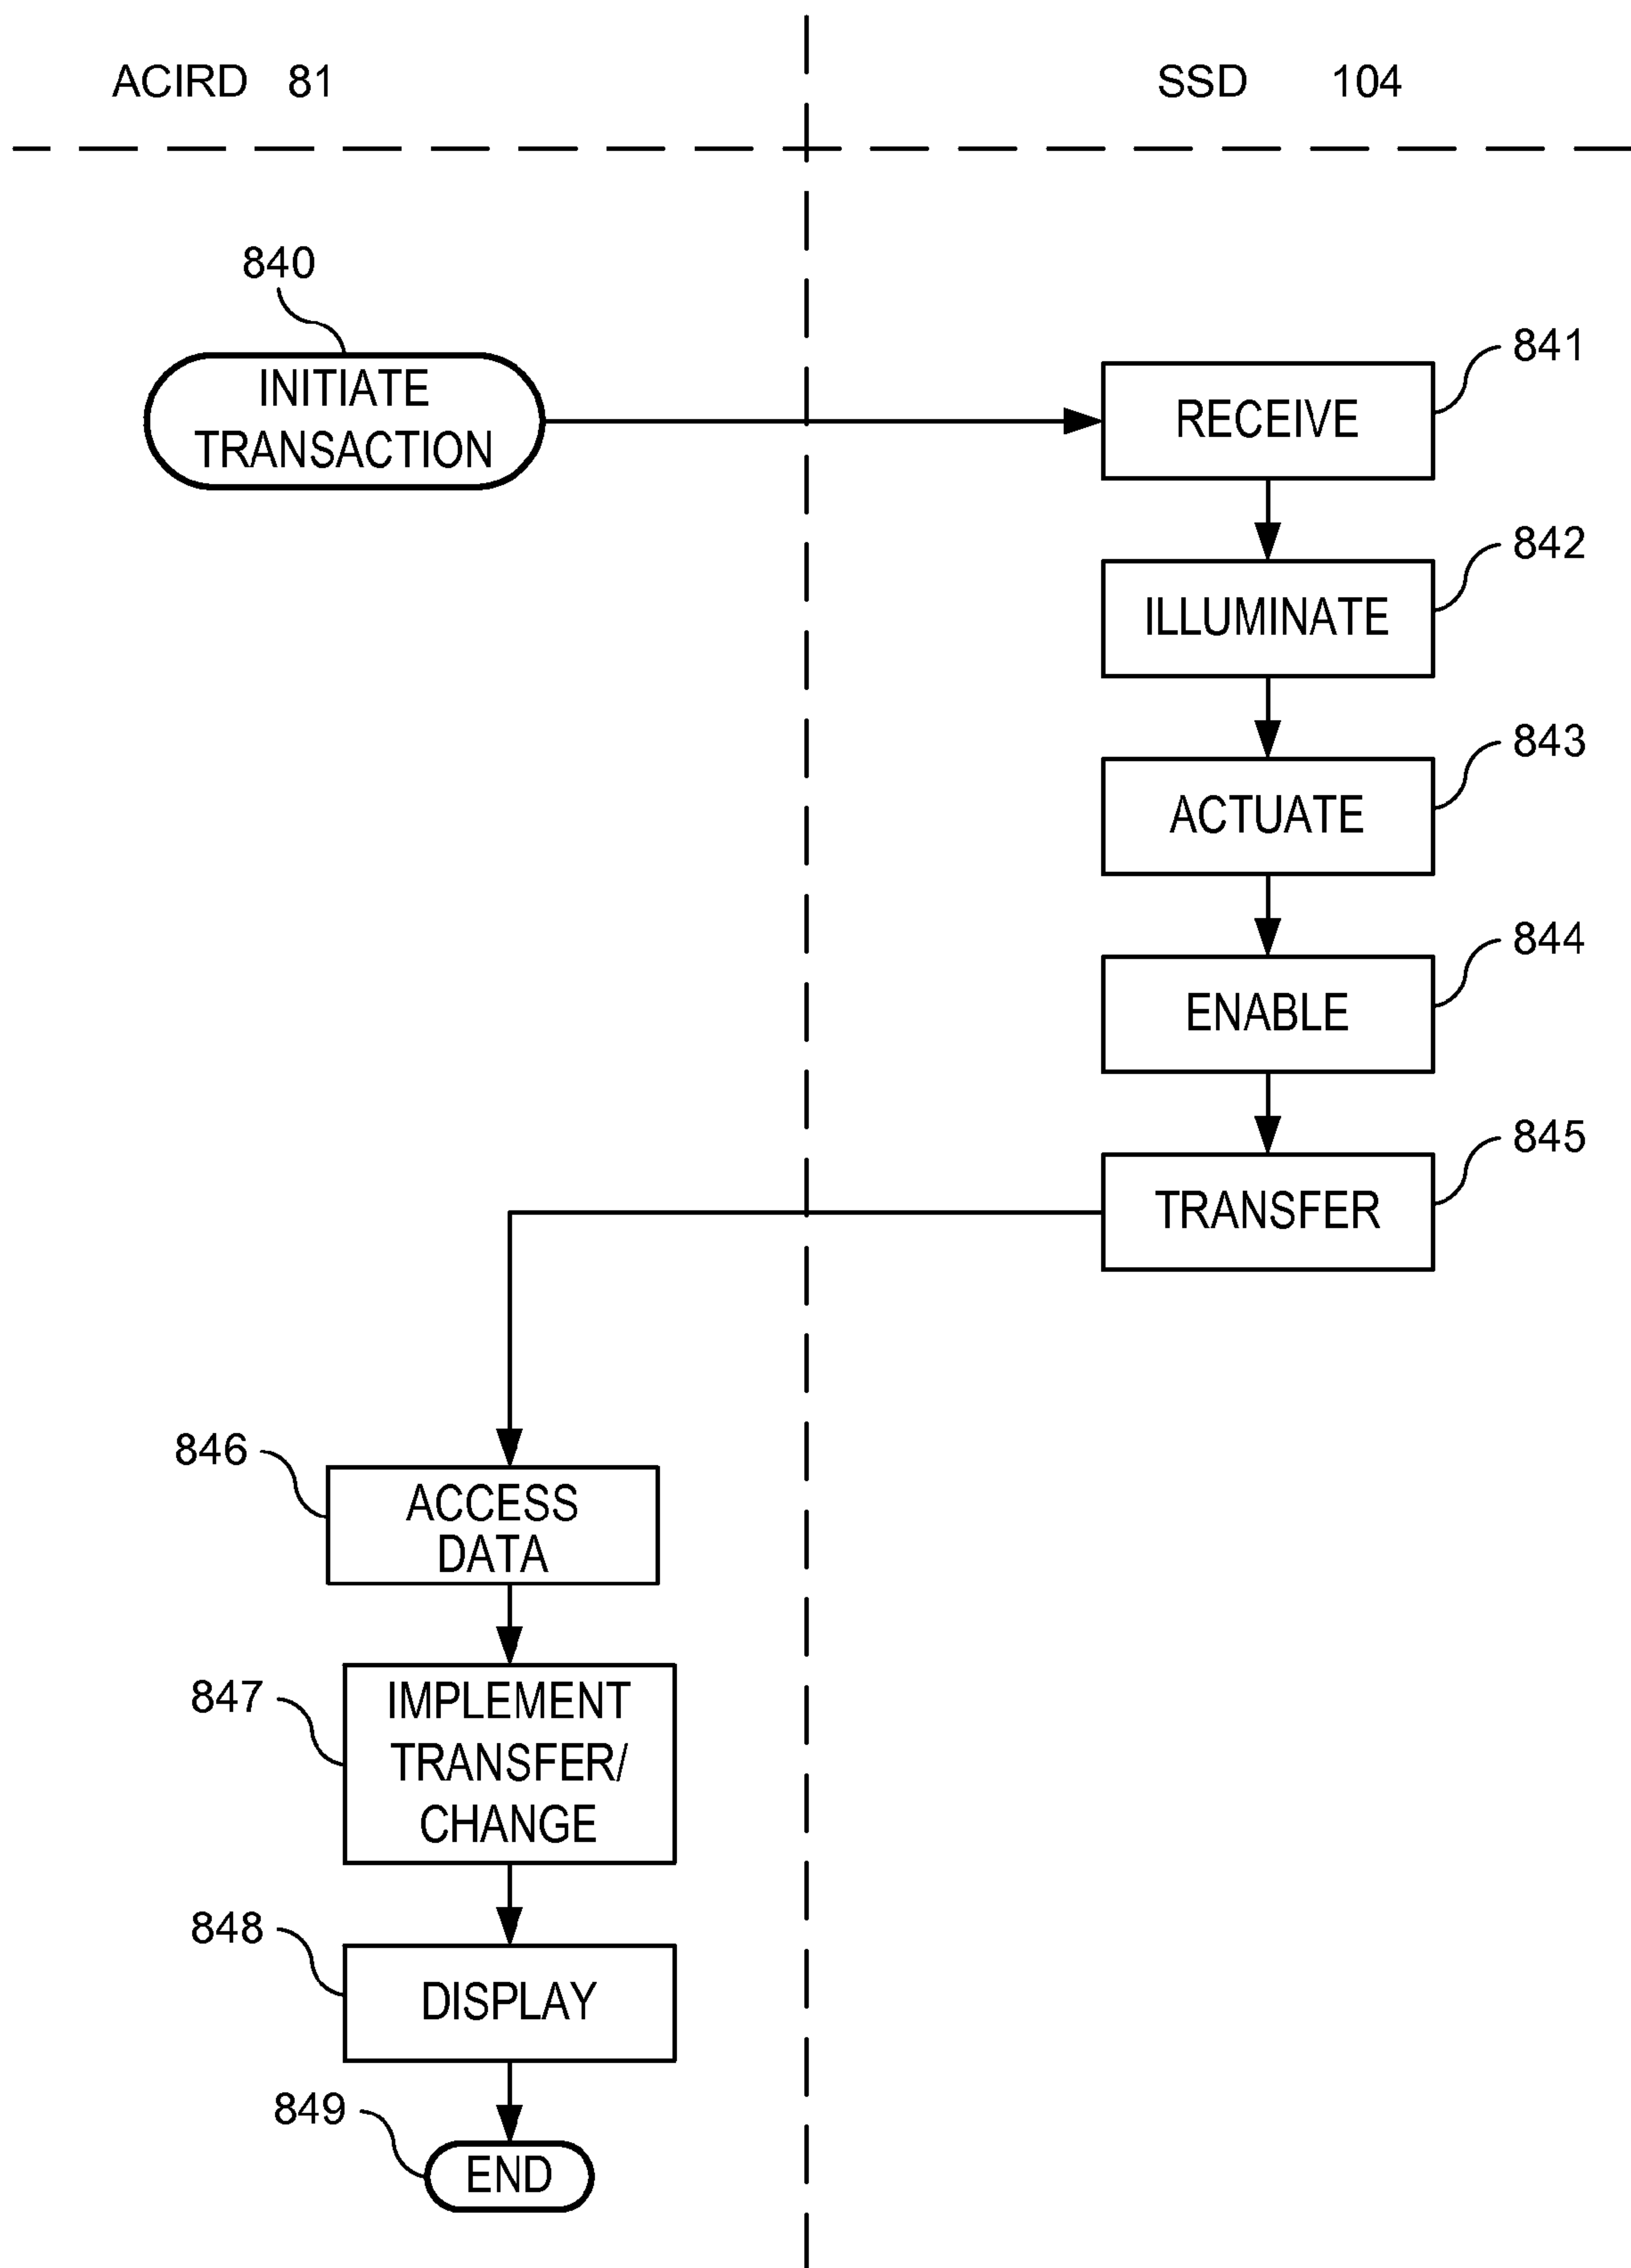 ACIRD 81
SSD 104
840
INITIATE
TRANSACTION
841
RECEIVE
842
ILLUMINATE
843
ACTUATE
844
ENABLE
845
TRANSFER
846
ACCESS
DATA
847
IMPLEMENT
TRANSFER/
CHANGE
848
DISPLAY
849
END